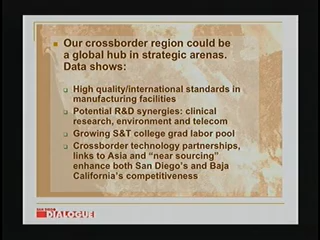 Our crossborder region could be
a global hub in strategic arenas.
Data shows:
High quality/international standards in
manufacturing facilities
Potential R&D synergies: clinical
research, environment and telecom
Growing S&T college grad labor pool
Crossborder technology partnerships,
links to Asia and “near sourcing”
enhance both San Diego’s and Baja
California’s competitiveness
SAN DIEGO
DIALOGUE